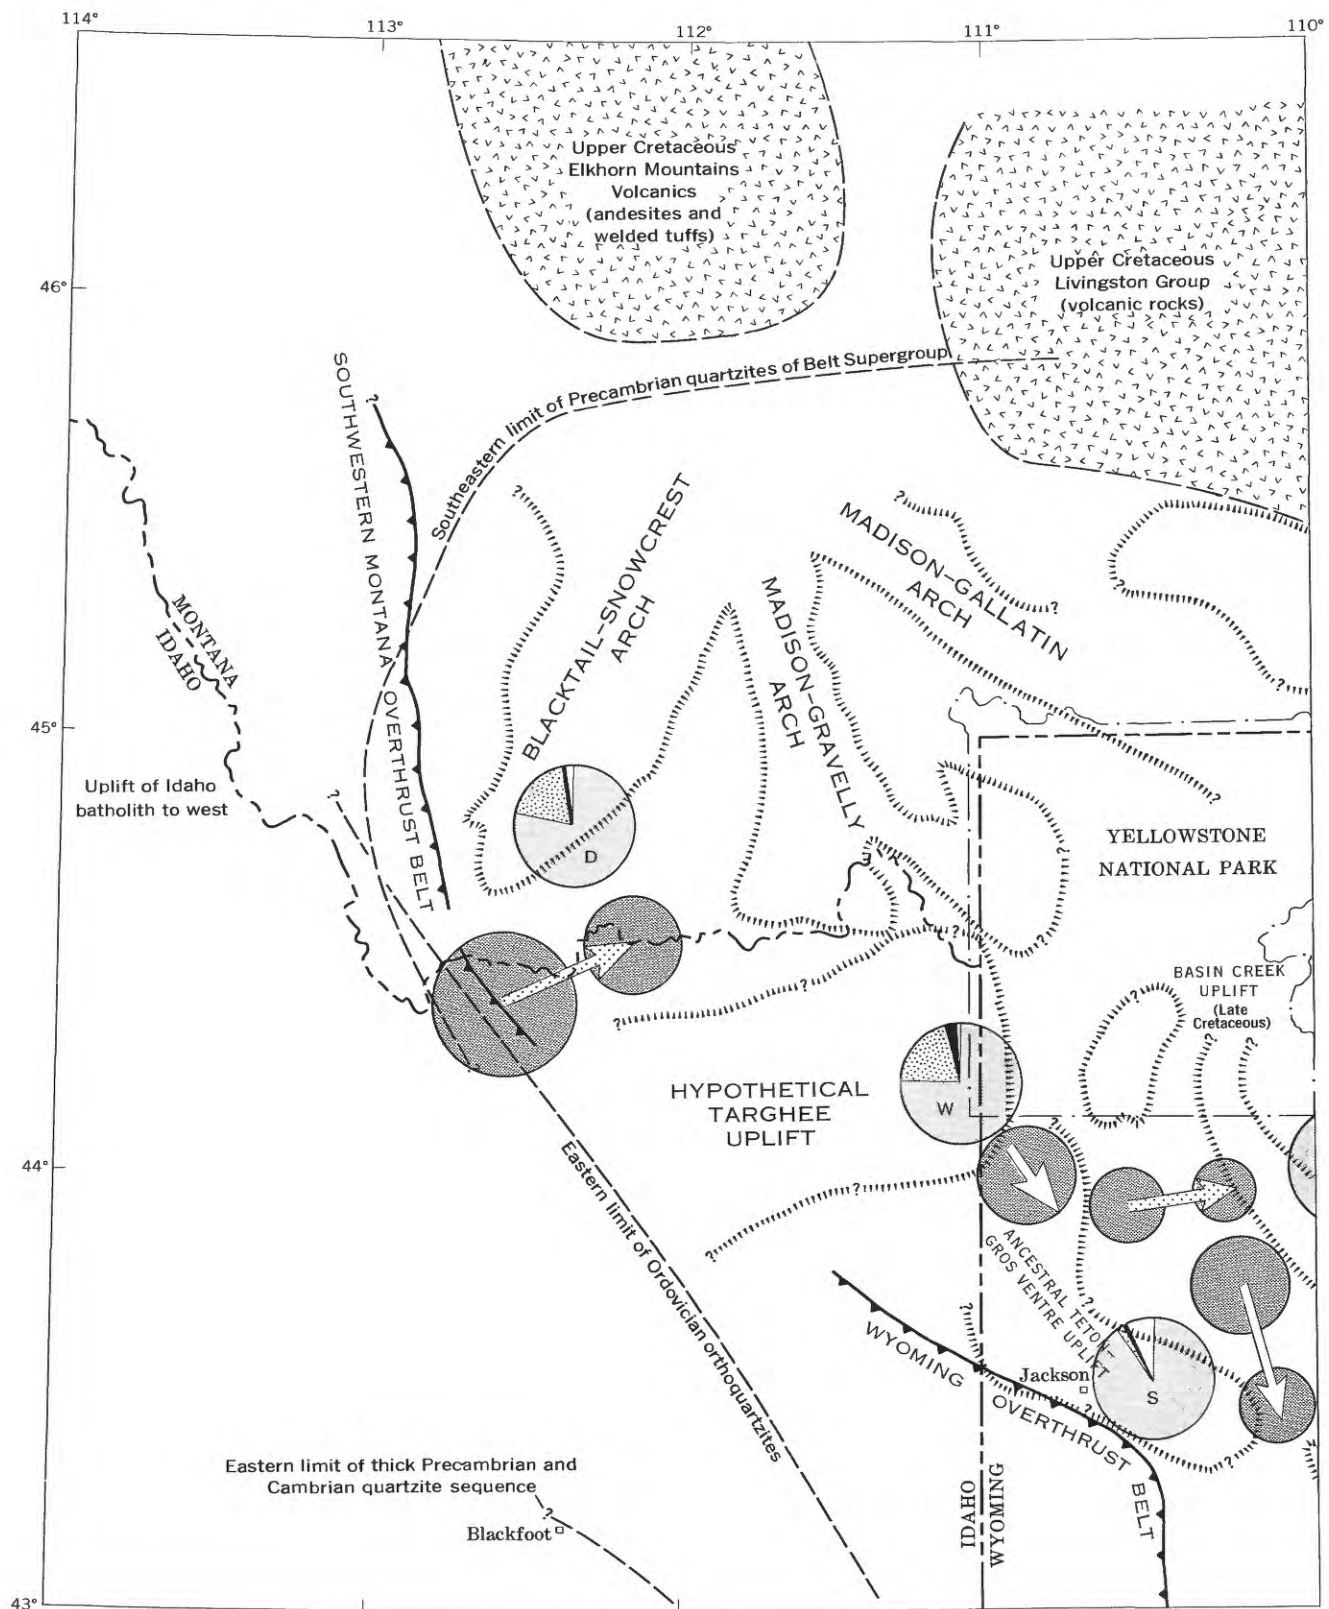 114°
113°
112°
111°
110°
Upper Cretaceous
Elkhorn Mountains
Volcanics
(andesites and
welded tuffs)
Upper Cretaceous
Livingston Group
(volcanic rocks)
46°
Southeastern limit of Precambrian quartzites of Belt Supergroup
?
SOUTHWESTERN MONTANA OVERTHRUST BELT
?
BLACKTAIL-SNOWCREST
ARCH
?
MADISON-GALLATIN
ARCH
?
MADISON-GRAVELLY
ARCH
?
?
MONTANA
IDAHO
45°
Uplift of Idaho
batholith to west
?
?
?
YELLOWSTONE
NATIONAL PARK
D
?
?
?
?
BASIN CREEK
UPLIFT
(Late
Cretaceous)
?
?
?
HYPOTHETICAL
TARGHEE
UPLIFT
W
44°
?
?
?
?
Eastern limit of Ordovician orthoquartzites
ANCESTRAL TETON-
GROS VENTRE UPLIFT
?
?
WYOMING OVERTHRUST BELT
Jackson
S
?
?
Eastern limit of thick Precambrian and
Cambrian quartzite sequence
?
Blackfoot
IDAHO
WYOMING
43°